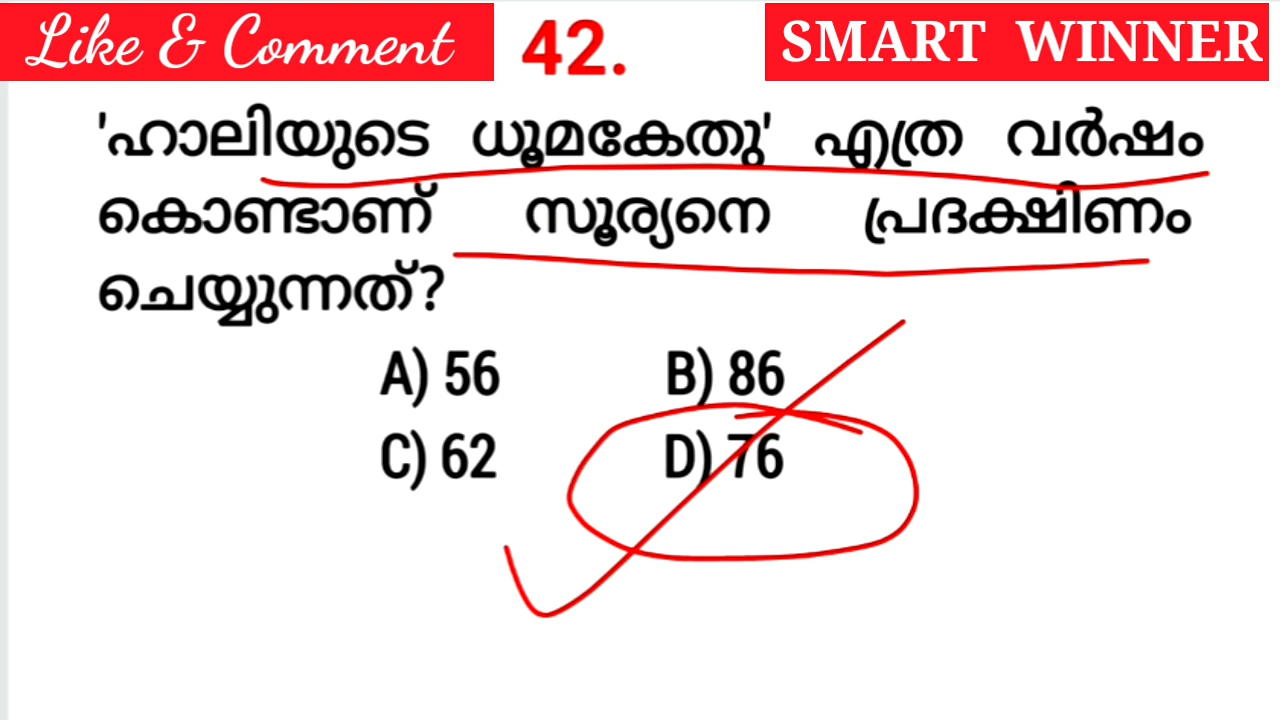 Like & Comment 42. SMART WINNER
'ഹാലിയുടെ ധൂമകേതു' എത്ര വർഷം
കൊണ്ടാണ് സൂര്യനെ പ്രദക്ഷിണം
ചെയ്യുന്നത്?
A) 56 B) 86
C) 62 D) 76